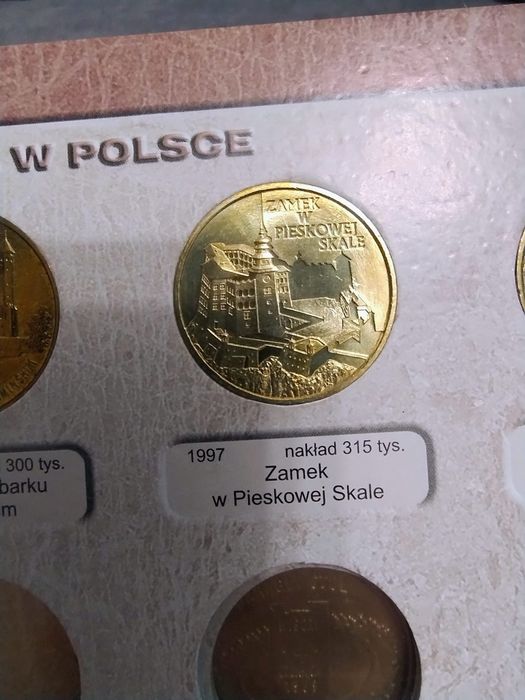 W POLSCE
ZAMEK
W
PIESKOWEJ
SKALE
300 tys.
barku
m
1997 nakład 315 tys.
Zamek
w Pieskowej Skale